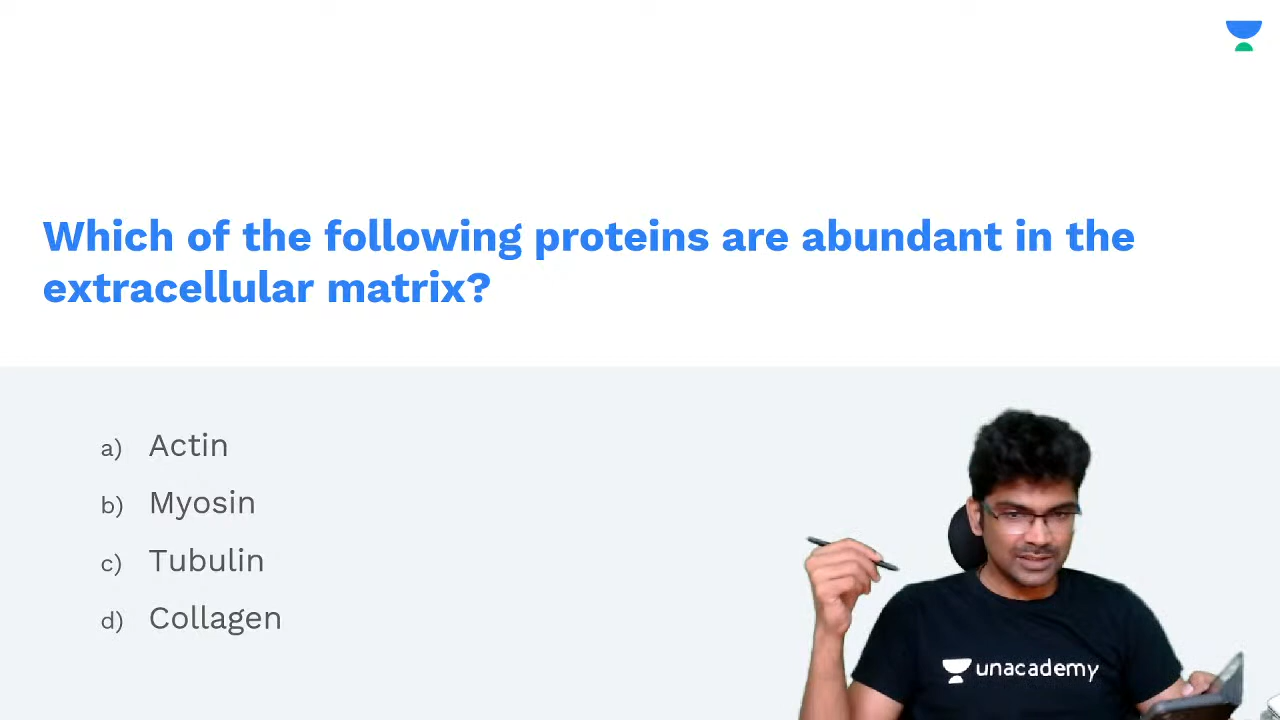 Which of the following proteins are abundant in the
extracellular matrix?
a) Actin
b) Myosin
c) Tubulin
d) Collagen
unacademy